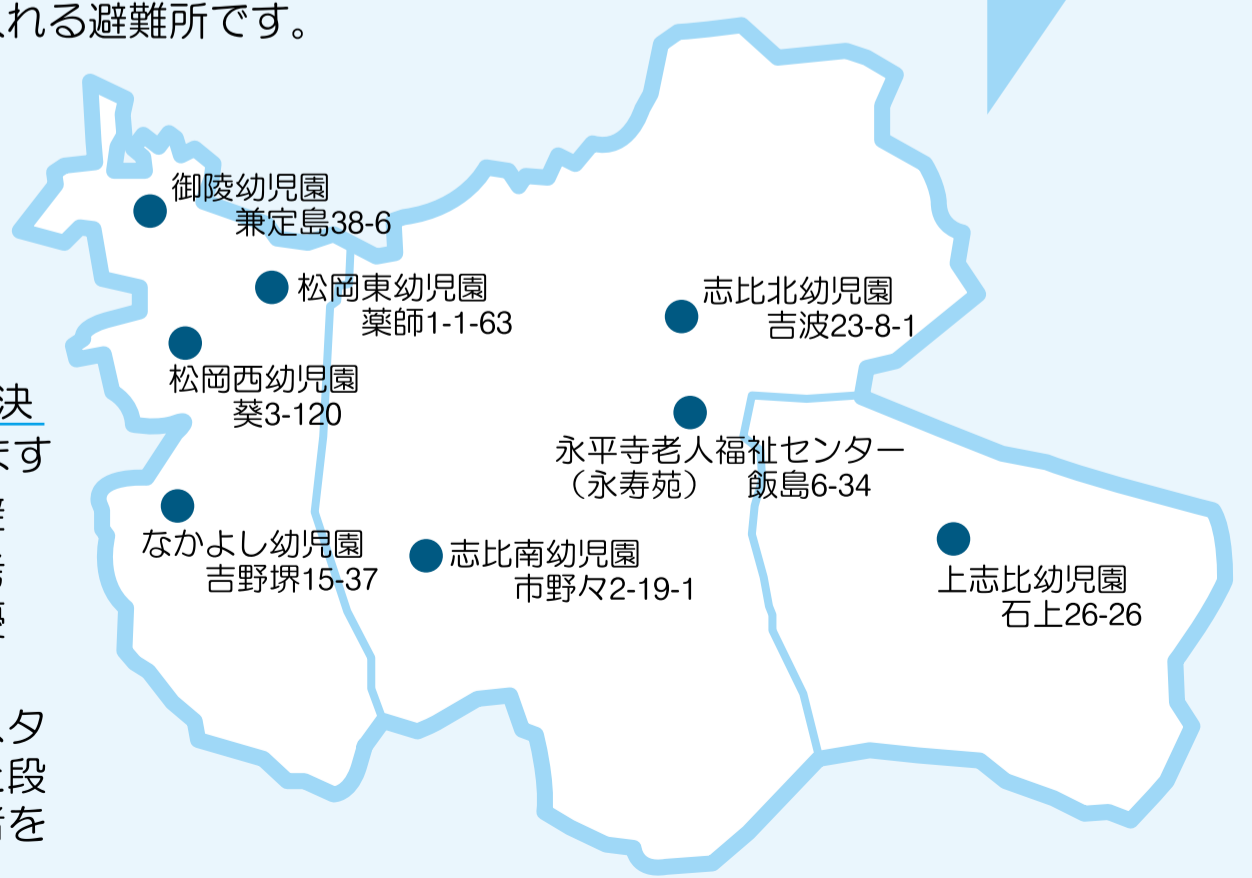 れる避難所です。
御陵幼児園
兼定島38-6
松岡東幼児園
薬師1-1-63
志比北幼児園
吉波23-8-1
松岡西幼児園
葵3-120
決
ます
永平寺老人福祉センター
（永寿苑） 飯島6-34
なかよし幼児園
吉野堺15-37
志比南幼児園
市野々2-19-1
上志比幼児園
石上26-26
タ
段
を